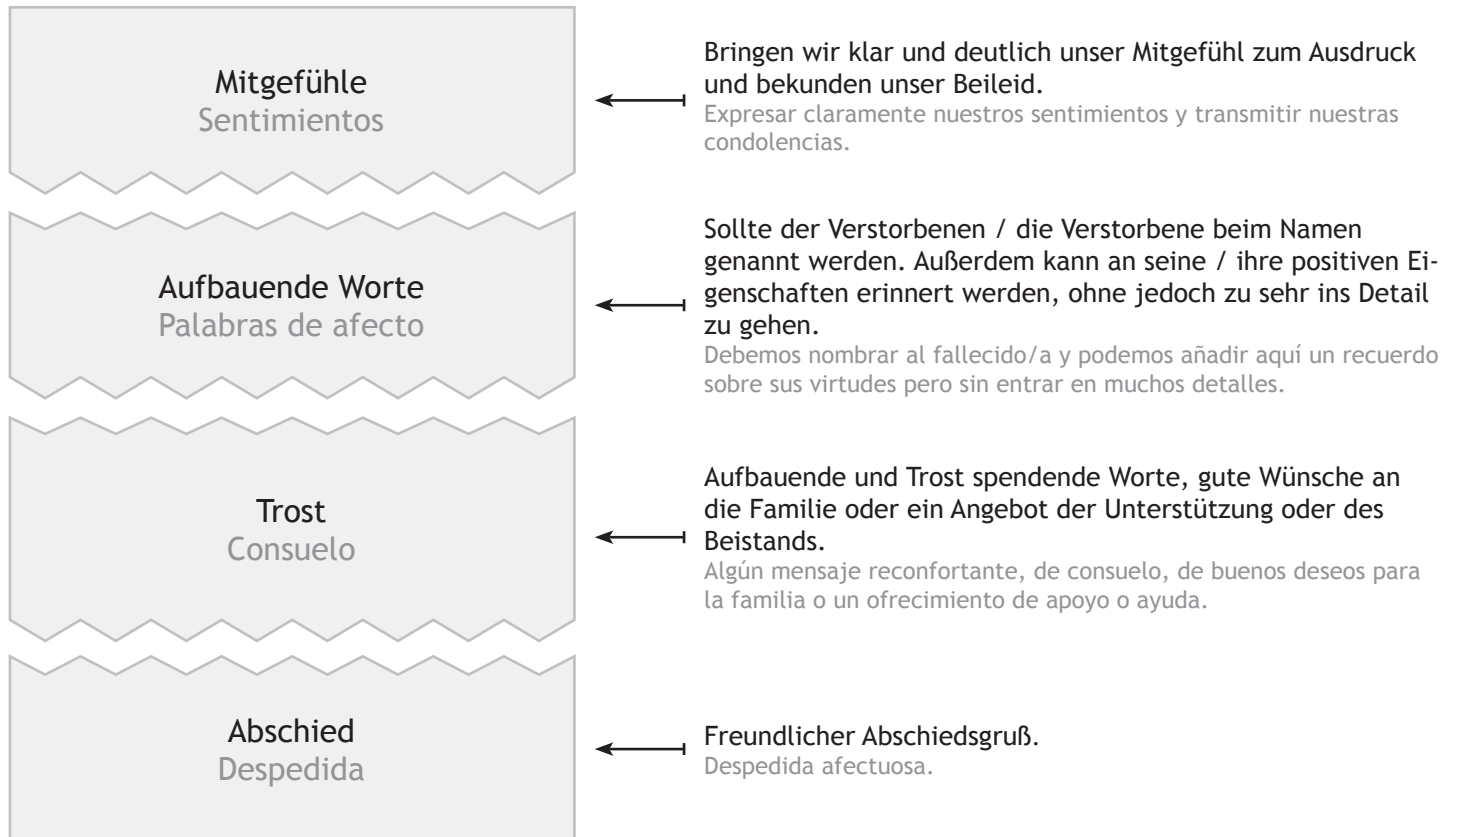 Mitgefühle
Sentimientos
Bringen wir klar und deutlich unser Mitgefühl zum Ausdruck
und bekunden unser Beileid.
Expresar claramente nuestros sentimientos y transmitir nuestras
condolencias.
Aufbauende Worte
Palabras de afecto
Sollte der Verstorbenen / die Verstorbene beim Namen
genannt werden. Außerdem kann an seine / ihre positiven Ei-
genschaften erinnert werden, ohne jedoch zu sehr ins Detail
zu gehen.
Debemos nombrar al fallecido/a y podemos añadir aquí un recuerdo
sobre sus virtudes pero sin entrar en muchos detalles.
Trost
Consuelo
Aufbauende und Trost spendende Worte, gute Wünsche an
die Familie oder ein Angebot der Unterstützung oder des
Beistands.
Algún mensaje reconfortante, de consuelo, de buenos deseos para
la familia o un ofrecimiento de apoyo o ayuda.
Abschied
Despedida
Freundlicher Abschiedsgruß.
Despedida afectuosa.